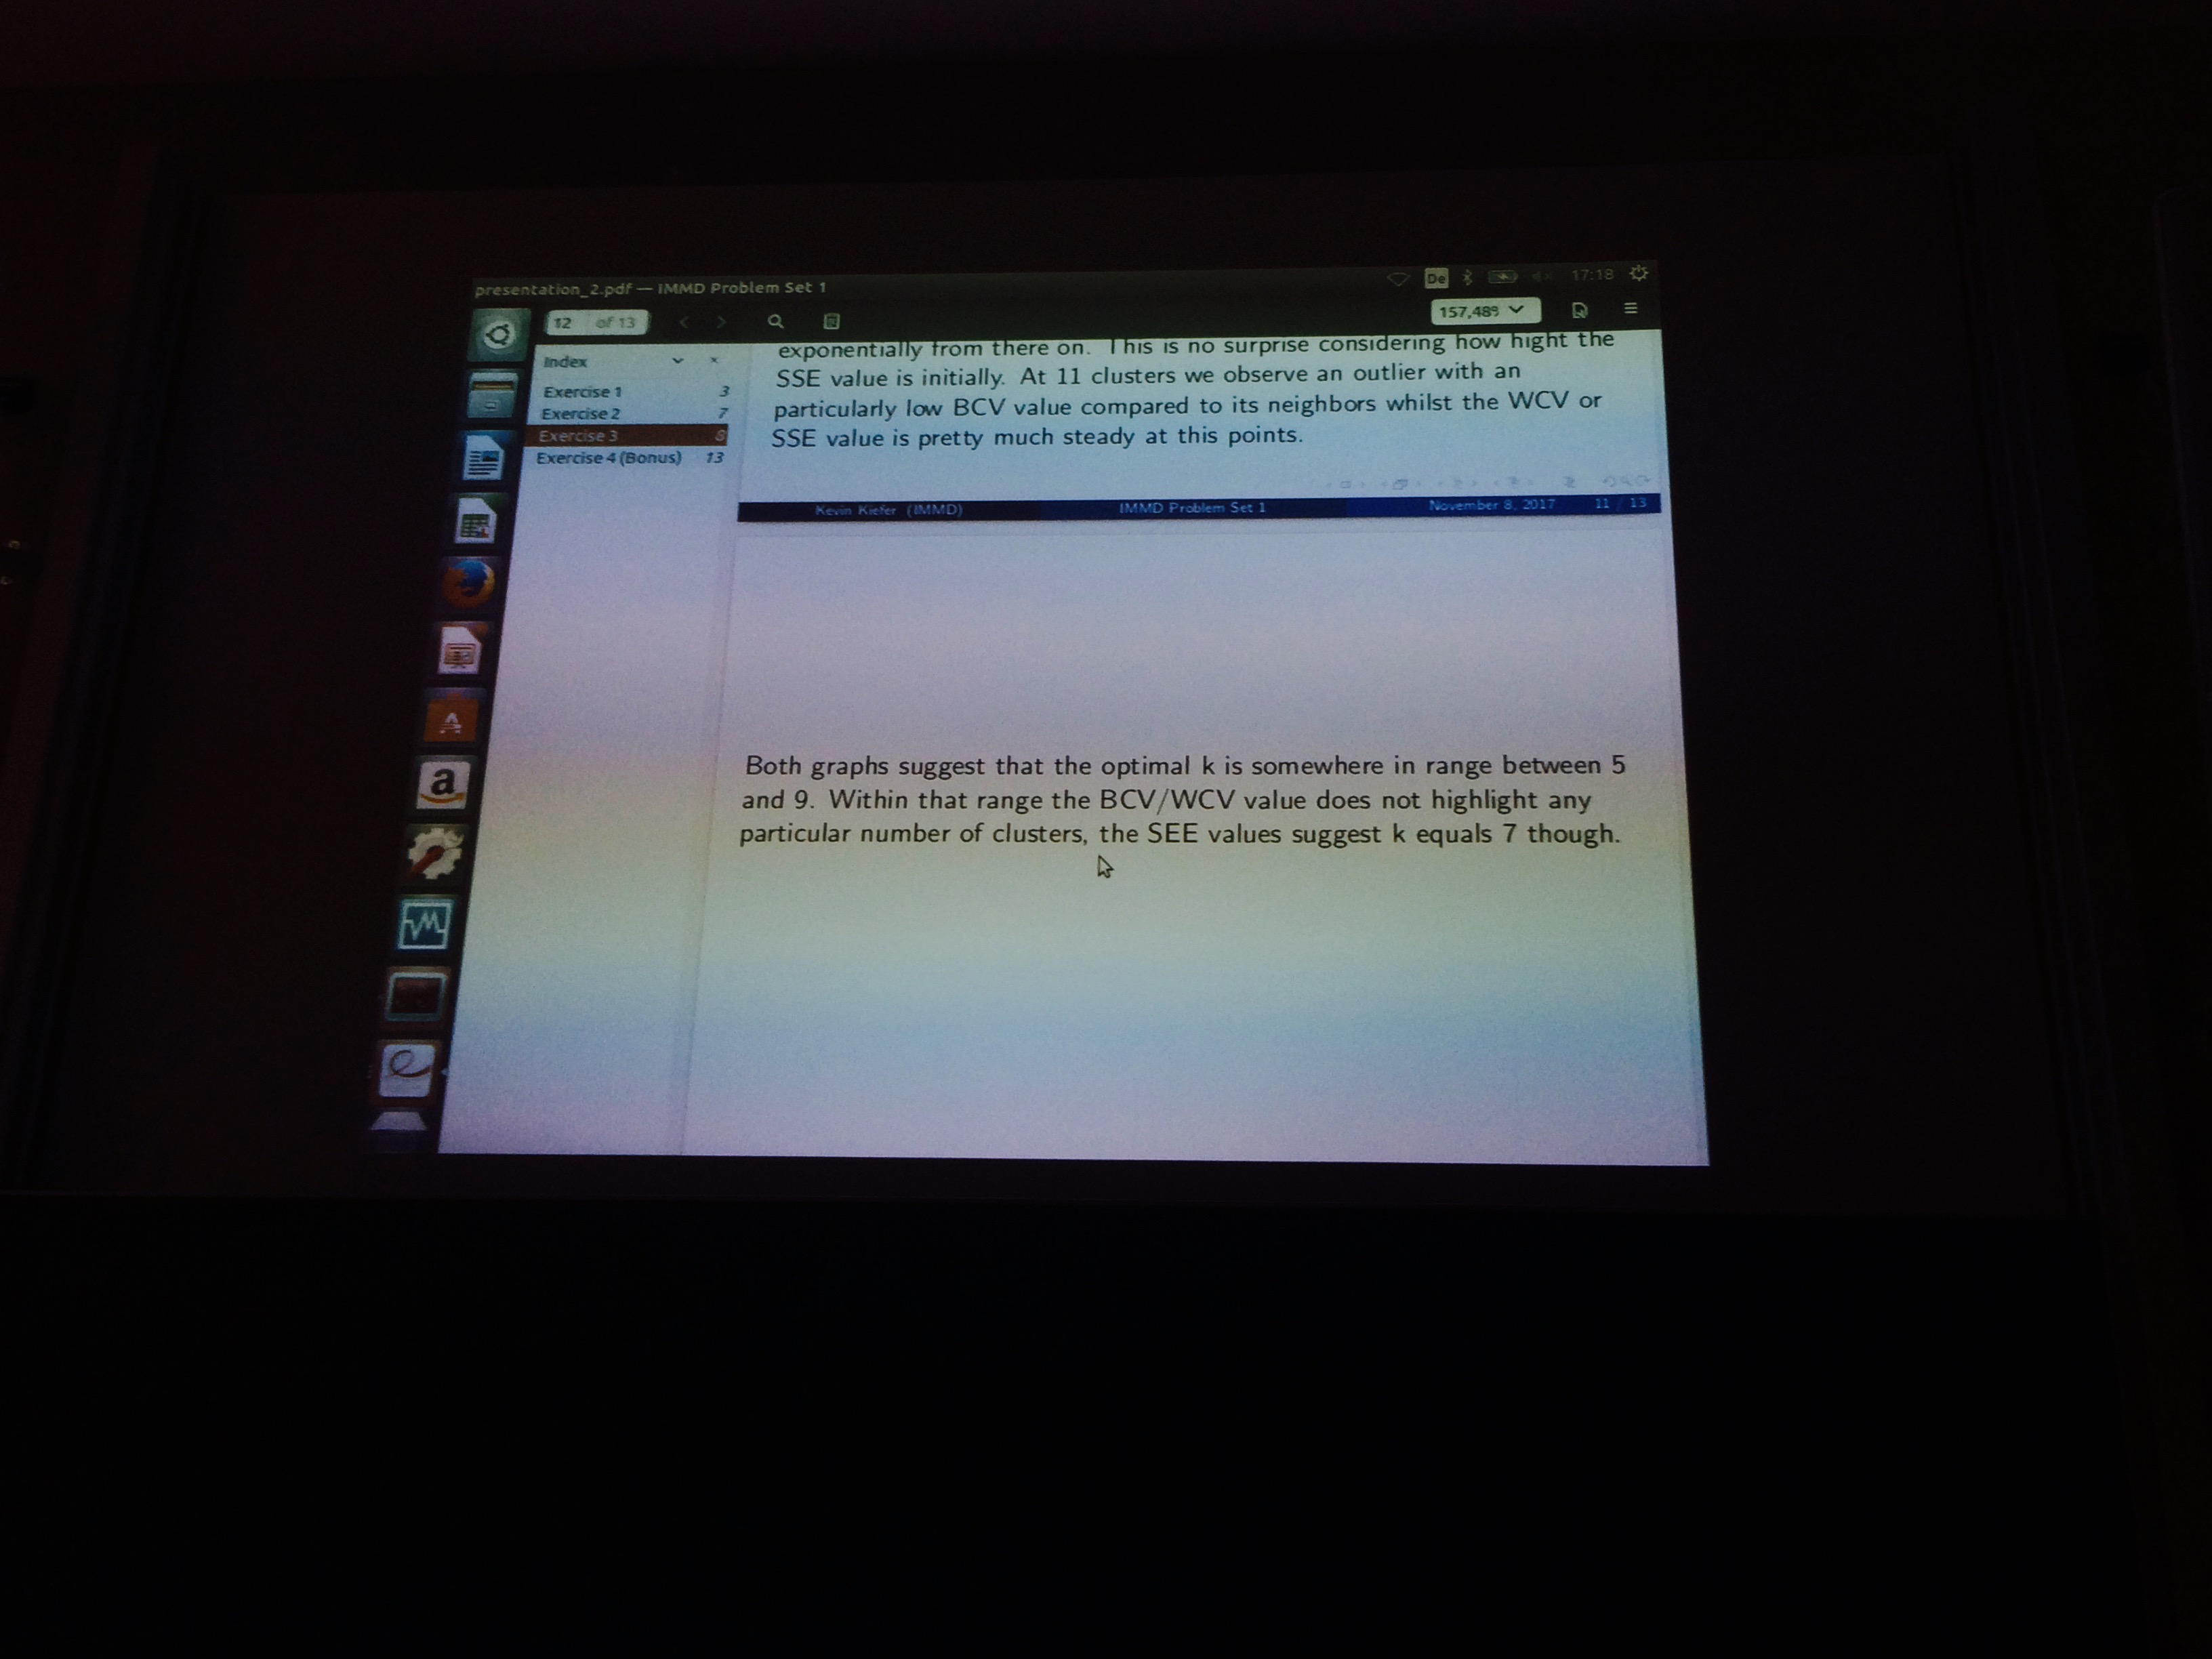 presentation_2.pdf — IMMD Problem Set 1
De
17:18
12 of 13
157,48%
Index
Exercise 1 3
Exercise 2 7
Exercise 3 8
Exercise 4 (Bonus) 13
exponentially from there on. This is no surprise considering how hight the
SSE value is initially. At 11 clusters we observe an outlier with an
particularly low BCV value compared to its neighbors whilst the WCV or
SSE value is pretty much steady at this points.
Kevin Kiefer (IMMD) IMMD Problem Set 1 November 8, 2017 11 / 13
Both graphs suggest that the optimal k is somewhere in range between 5
and 9. Within that range the BCV/WCV value does not highlight any
particular number of clusters, the SEE values suggest k equals 7 though.
A
a